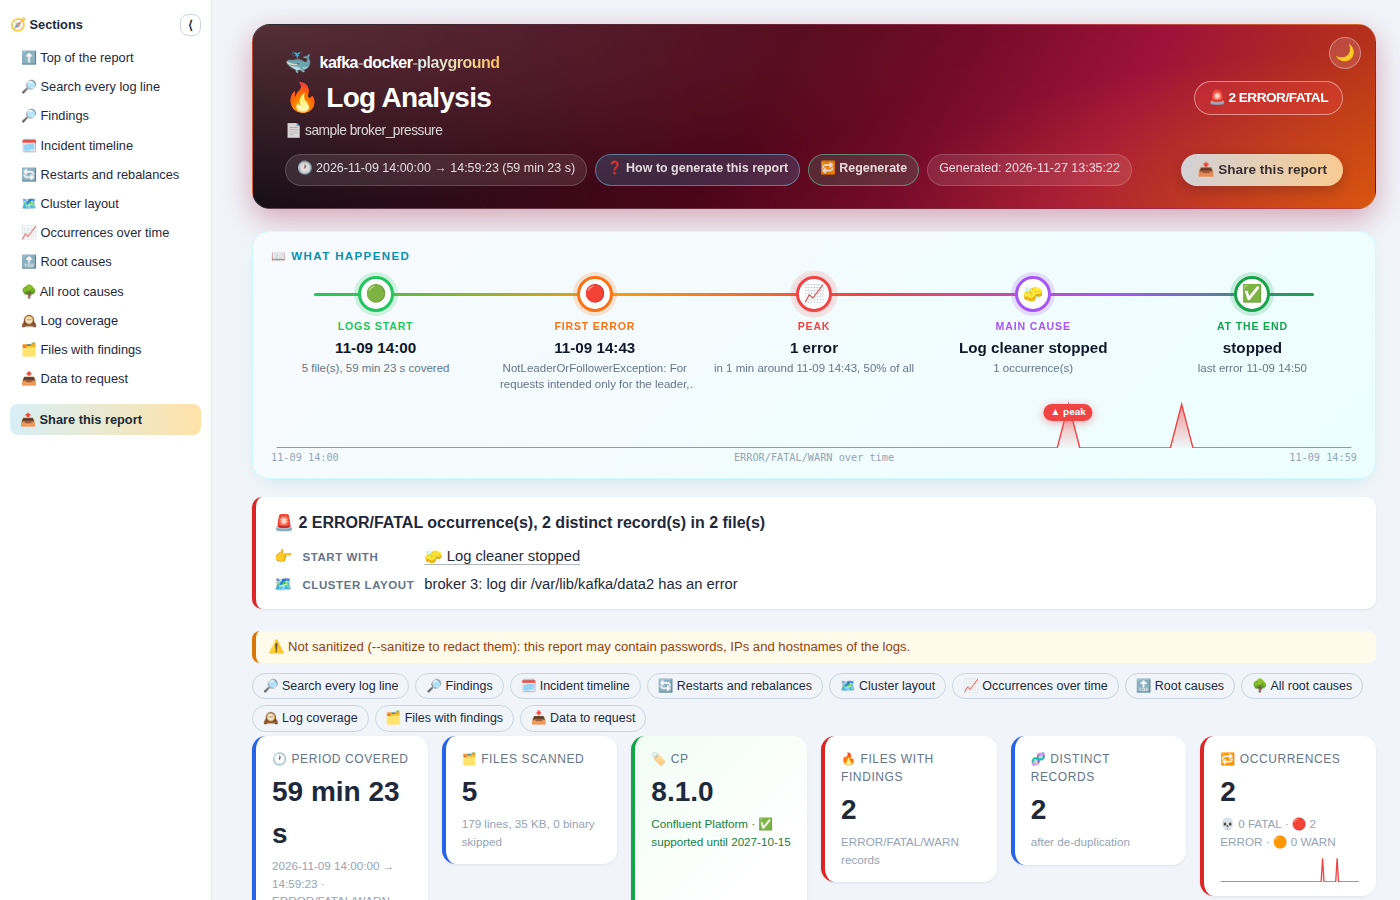 Sections
⟨
Top of the report
Search every log line
Findings
Incident timeline
Restarts and rebalances
Cluster layout
Occurrences over time
Root causes
All root causes
Log coverage
Files with findings
Data to request
Share this report
kafka-docker-playground
Log Analysis
sample broker_pressure
2 ERROR/FATAL
2026-11-09 14:00:00 → 14:59:23 (59 min 23 s)
How to generate this report
Regenerate
Generated: 2026-11-27 13:35:22
Share this report
WHAT HAPPENED
LOGS START
11-09 14:00
5 file(s), 59 min 23 s covered
FIRST ERROR
11-09 14:43
NotLeaderOrFollowerException: For
requests intended only for the leader,..
PEAK
1 error
in 1 min around 11-09 14:43, 50% of all
MAIN CAUSE
Log cleaner stopped
1 occurrence(s)
AT THE END
stopped
last error 11-09 14:50
▲ peak
11-09 14:00
ERROR/FATAL/WARN over time
11-09 14:59
2 ERROR/FATAL occurrence(s), 2 distinct record(s) in 2 file(s)
START WITH
Log cleaner stopped
CLUSTER LAYOUT
broker 3: log dir /var/lib/kafka/data2 has an error
Not sanitized (--sanitize to redact them): this report may contain passwords, IPs and hostnames of the logs.
Search every log line
Findings
Incident timeline
Restarts and rebalances
Cluster layout
Occurrences over time
Root causes
All root causes
Log coverage
Files with findings
Data to request
PERIOD COVERED
59 min 23
s
2026-11-09 14:00:00 →
14:59:23 ·
ERROR/FATAL/WARN
FILES SCANNED
5
179 lines, 35 KB, 0 binary
skipped
CP
8.1.0
Confluent Platform · ✅
supported until 2027-10-15
FILES WITH
FINDINGS
2
ERROR/FATAL/WARN
records
DISTINCT
RECORDS
2
after de-duplication
OCCURRENCES
2
0 FATAL · 2
ERROR · 0 WARN